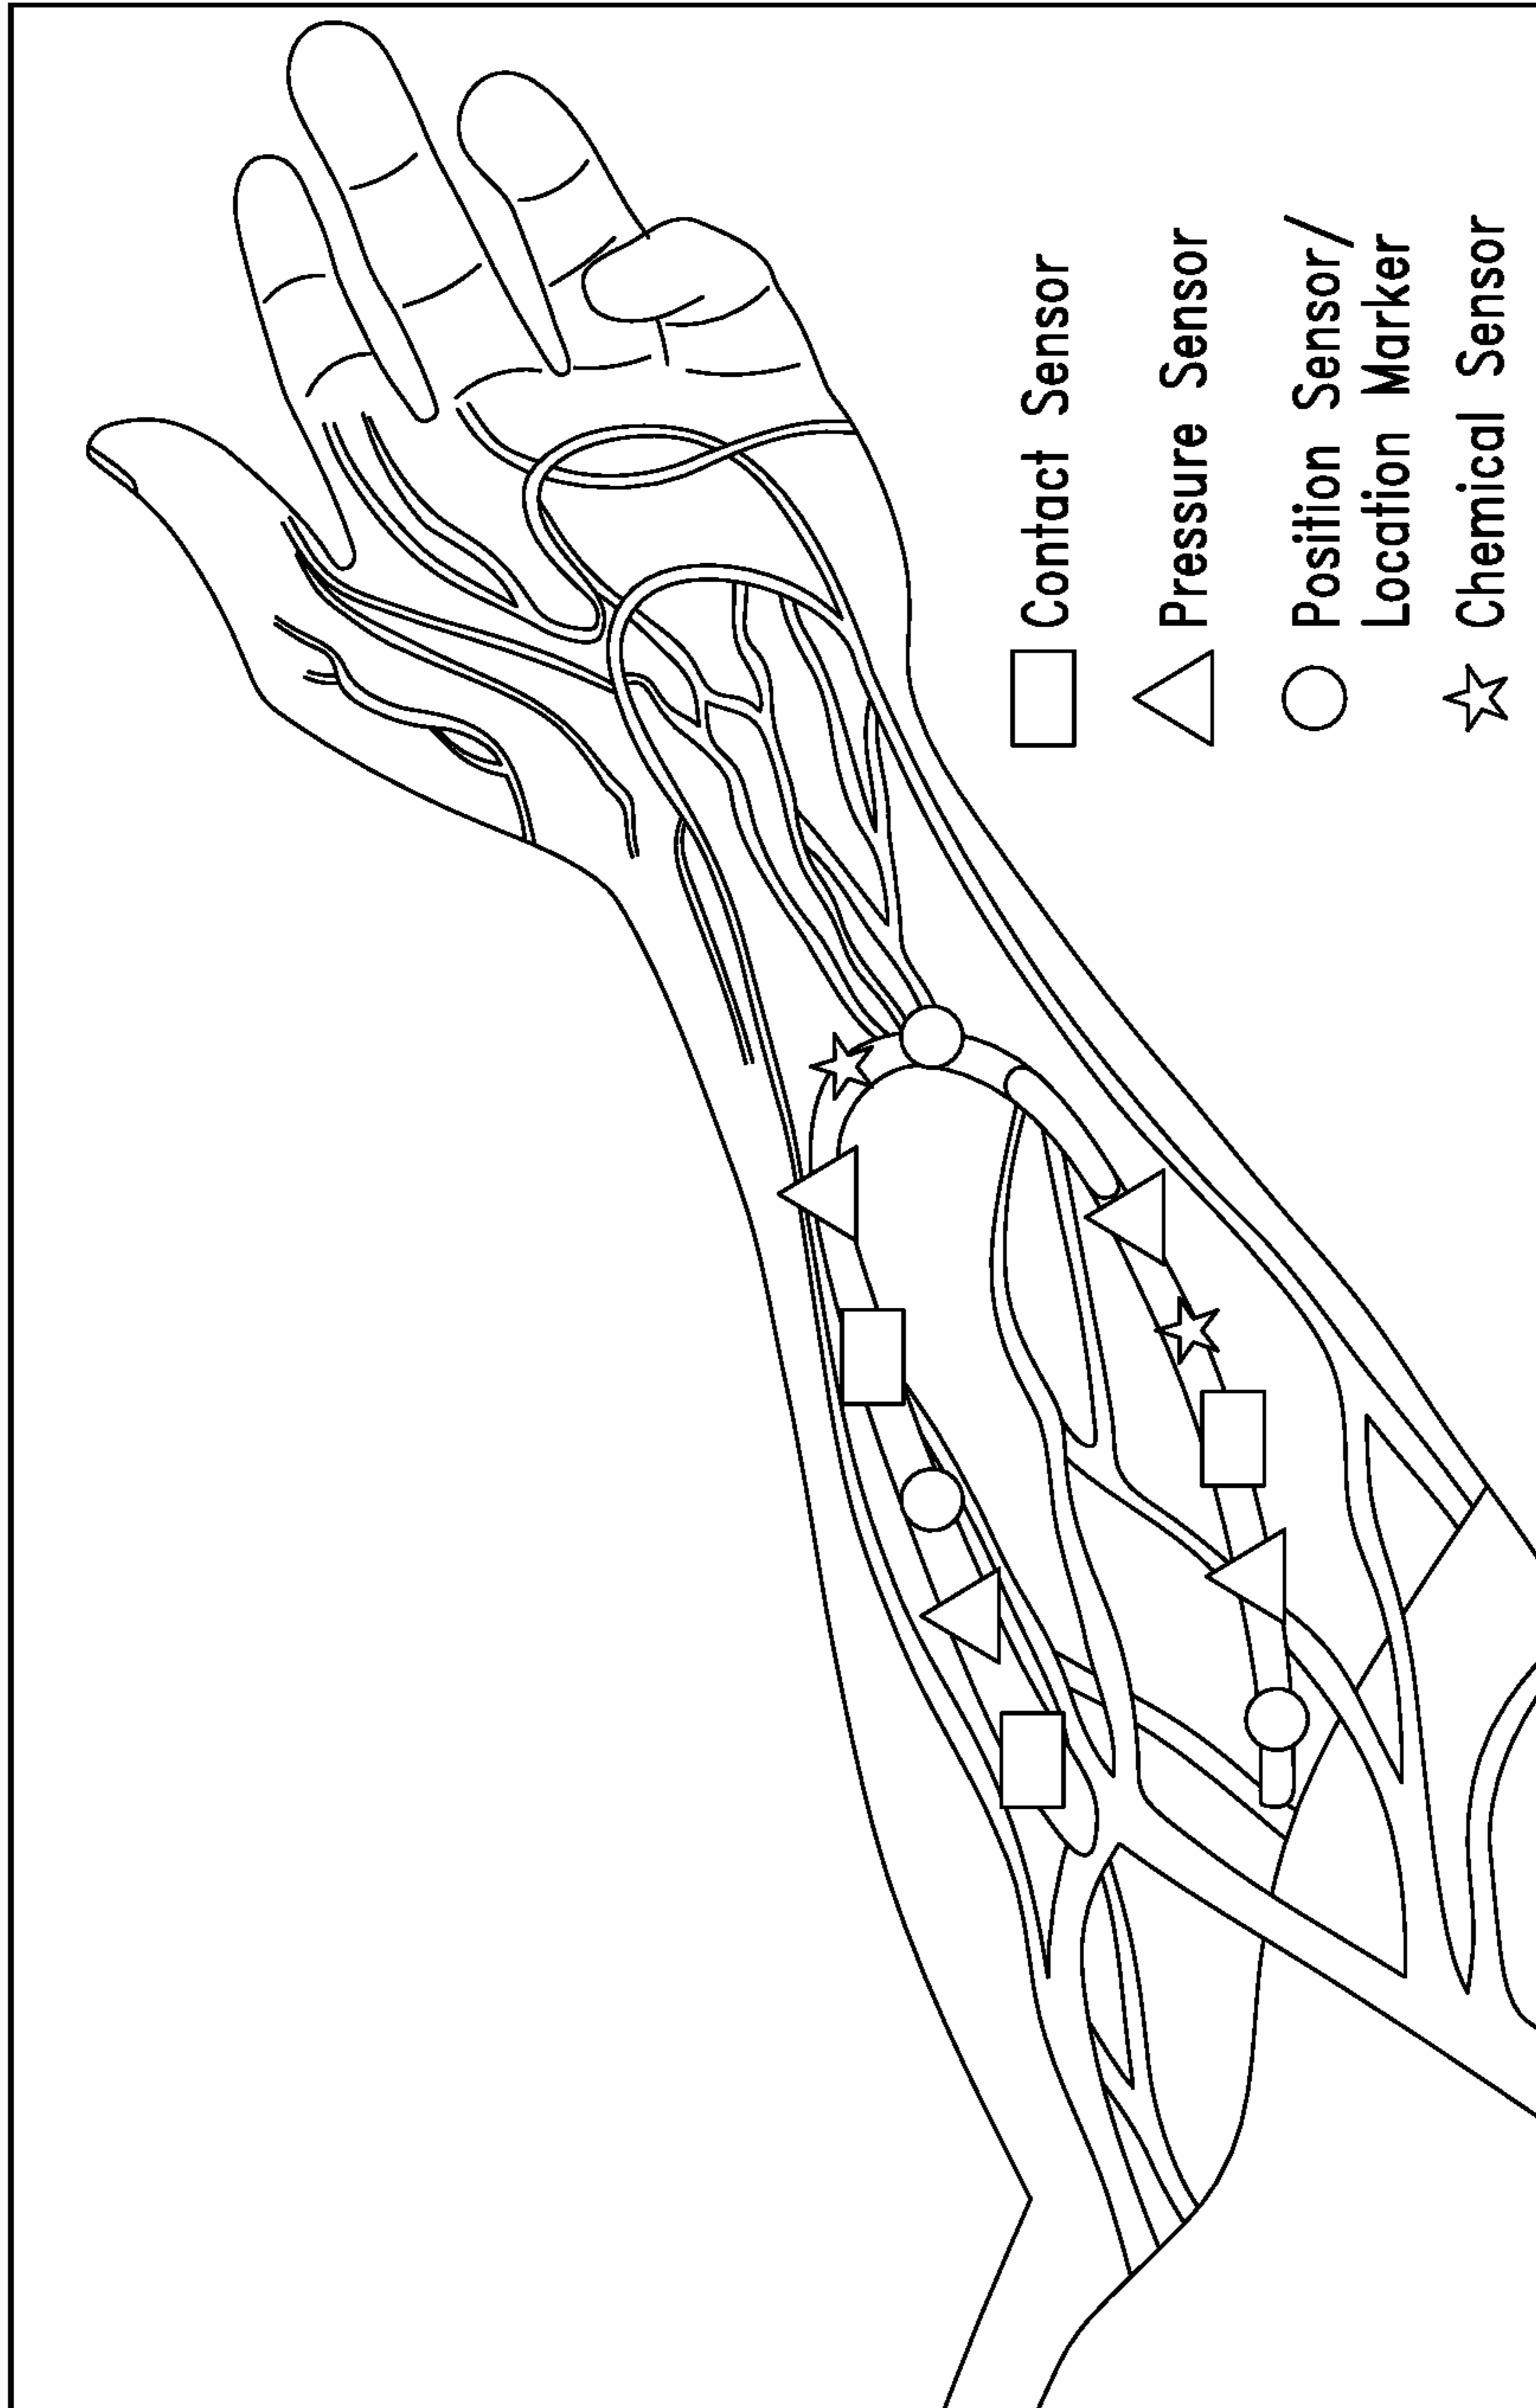 Contact Sensor
Pressure Sensor
Position Sensor/
Location Marker
Chemical Sensor